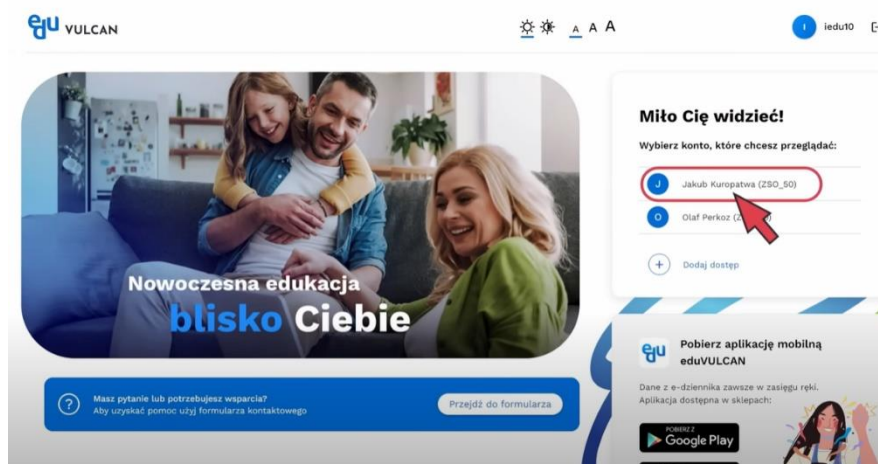 edu VULCAN
A A A
I iedu10
Nowoczesna edukacja
blisko Ciebie
Masz pytanie lub potrzebujesz wsparcia?
Aby uzyskać pomoc użyj formularza kontaktowego
Przejdź do formularza
Miło Cię widzieć!
Wybierz konto, które chcesz przeglądać:
J Jakub Kuropatwa (ZSO_50)
O Olaf Perkoz
Dodaj dostęp
edu
Pobierz aplikację mobilną
eduVULCAN
Dane z e-dziennika zawsze w zasięgu ręki.
Aplikacja dostępna w sklepach:
POBIERZ Z
Google Play